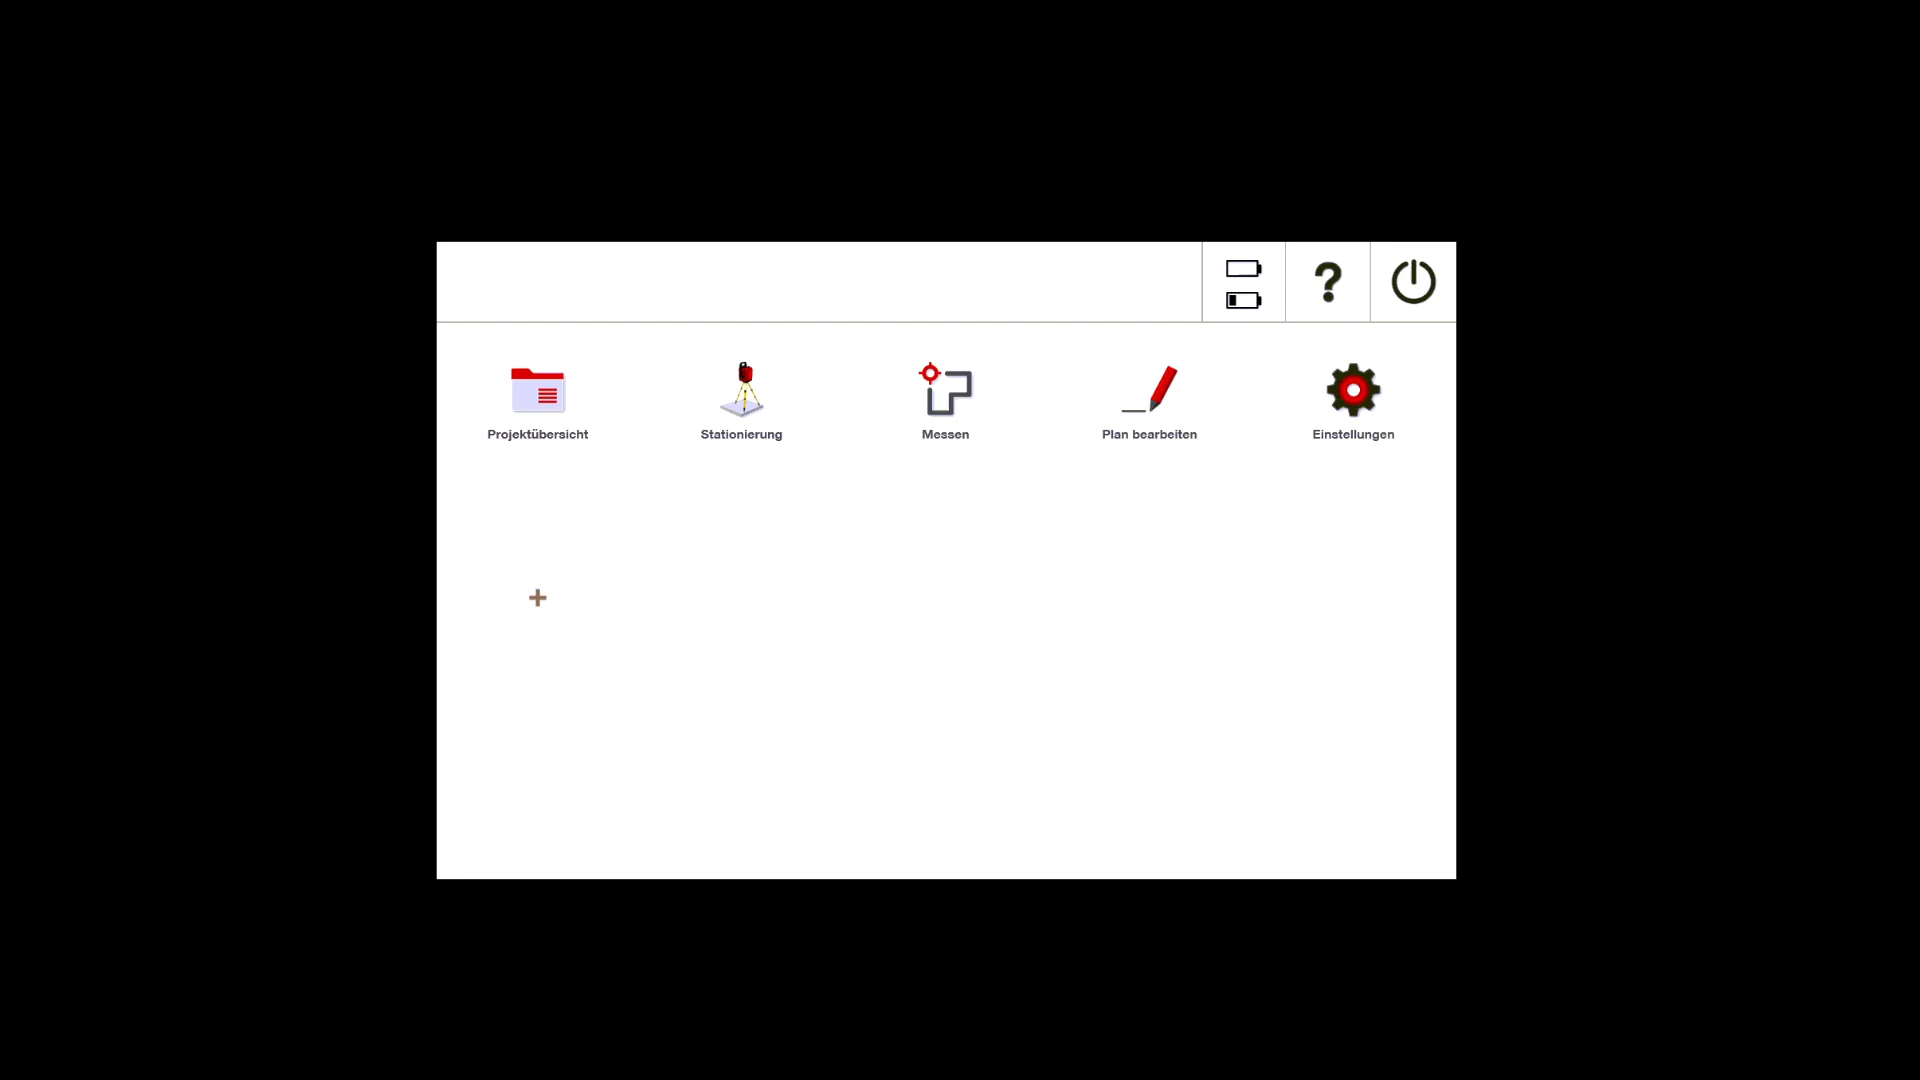 ?
Projektübersicht
Stationierung
Messen
Plan bearbeiten
Einstellungen